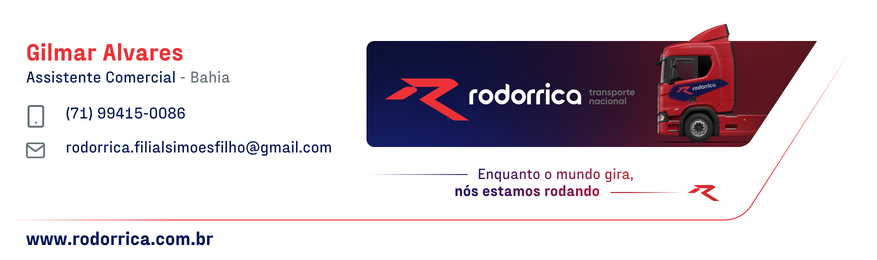 Gilmar Alvares
Assistente Comercial - Bahia
(71) 99415-0086
rodorrica.filialsimoesfilho@gmail.com
rodorrica transporte
nacional
rodorrica
Enquanto o mundo gira,
nós estamos rodando
www.rodorrica.com.br